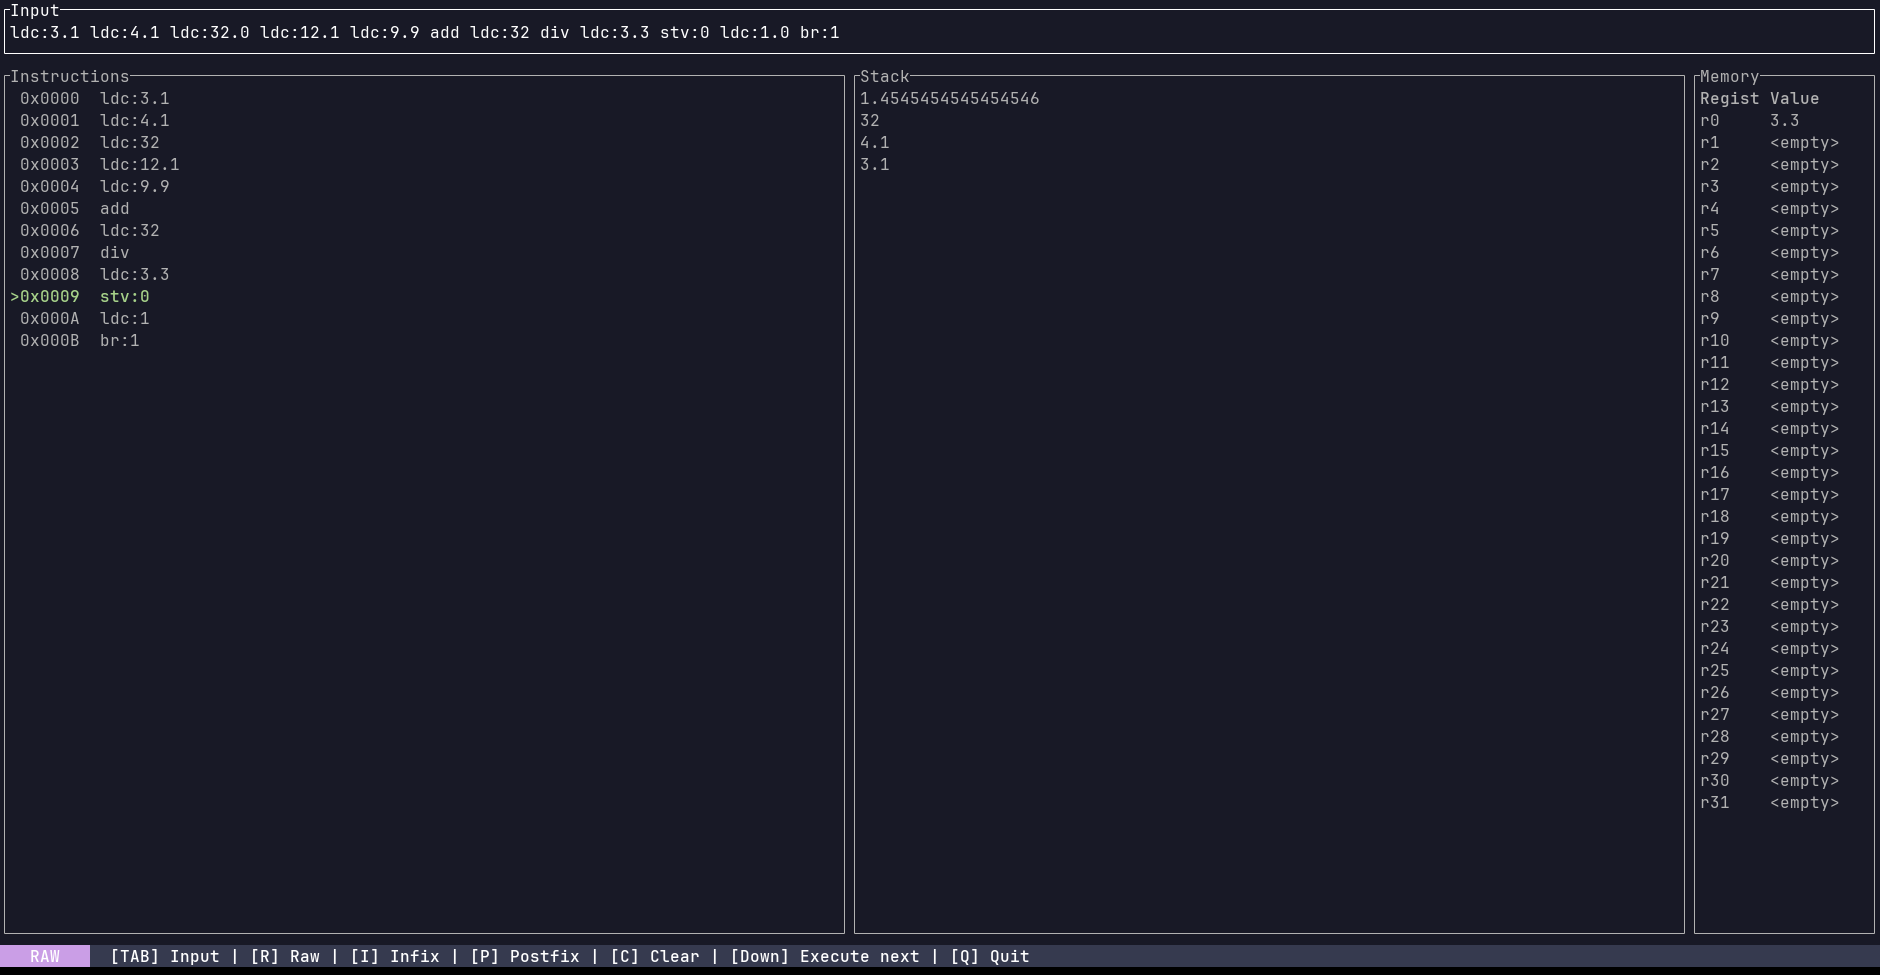 Input
ldc:3.1 ldc:4.1 ldc:32.0 ldc:12.1 ldc:9.9 add ldc:32 div ldc:3.3 stv:0 ldc:1.0 br:1
Instructions
0x0000 ldc:3.1
0x0001 ldc:4.1
0x0002 ldc:32
0x0003 ldc:12.1
0x0004 ldc:9.9
0x0005 add
0x0006 ldc:32
0x0007 div
0x0008 ldc:3.3
>0x0009 stv:0
0x000A ldc:1
0x000B br:1
Stack
1.4545454545454546
32
4.1
3.1
Memory
Regist Value
r0 3.3
r1 <empty>
r2 <empty>
r3 <empty>
r4 <empty>
r5 <empty>
r6 <empty>
r7 <empty>
r8 <empty>
r9 <empty>
r10 <empty>
r11 <empty>
r12 <empty>
r13 <empty>
r14 <empty>
r15 <empty>
r16 <empty>
r17 <empty>
r18 <empty>
r19 <empty>
r20 <empty>
r21 <empty>
r22 <empty>
r23 <empty>
r24 <empty>
r25 <empty>
r26 <empty>
r27 <empty>
r28 <empty>
r29 <empty>
r30 <empty>
r31 <empty>
RAW [TAB] Input | [R] Raw | [I] Infix | [P] Postfix | [C] Clear | [Down] Execute next | [Q] Quit